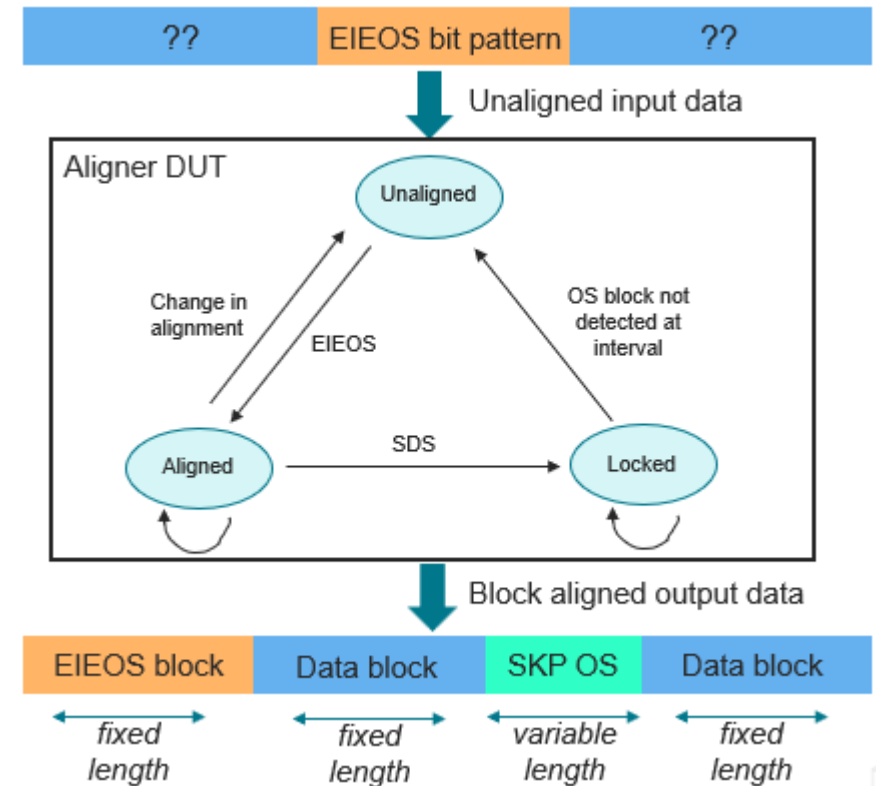 ??
EIEOS bit pattern
??
Unaligned input data
Aligner DUT
Unaligned
Change in
alignment
EIEOS
OS block not
detected at
interval
SDS
Aligned
Locked
Block aligned output data
EIEOS block
Data block
SKP OS
Data block
fixed
length
fixed
length
variable
length
fixed
length